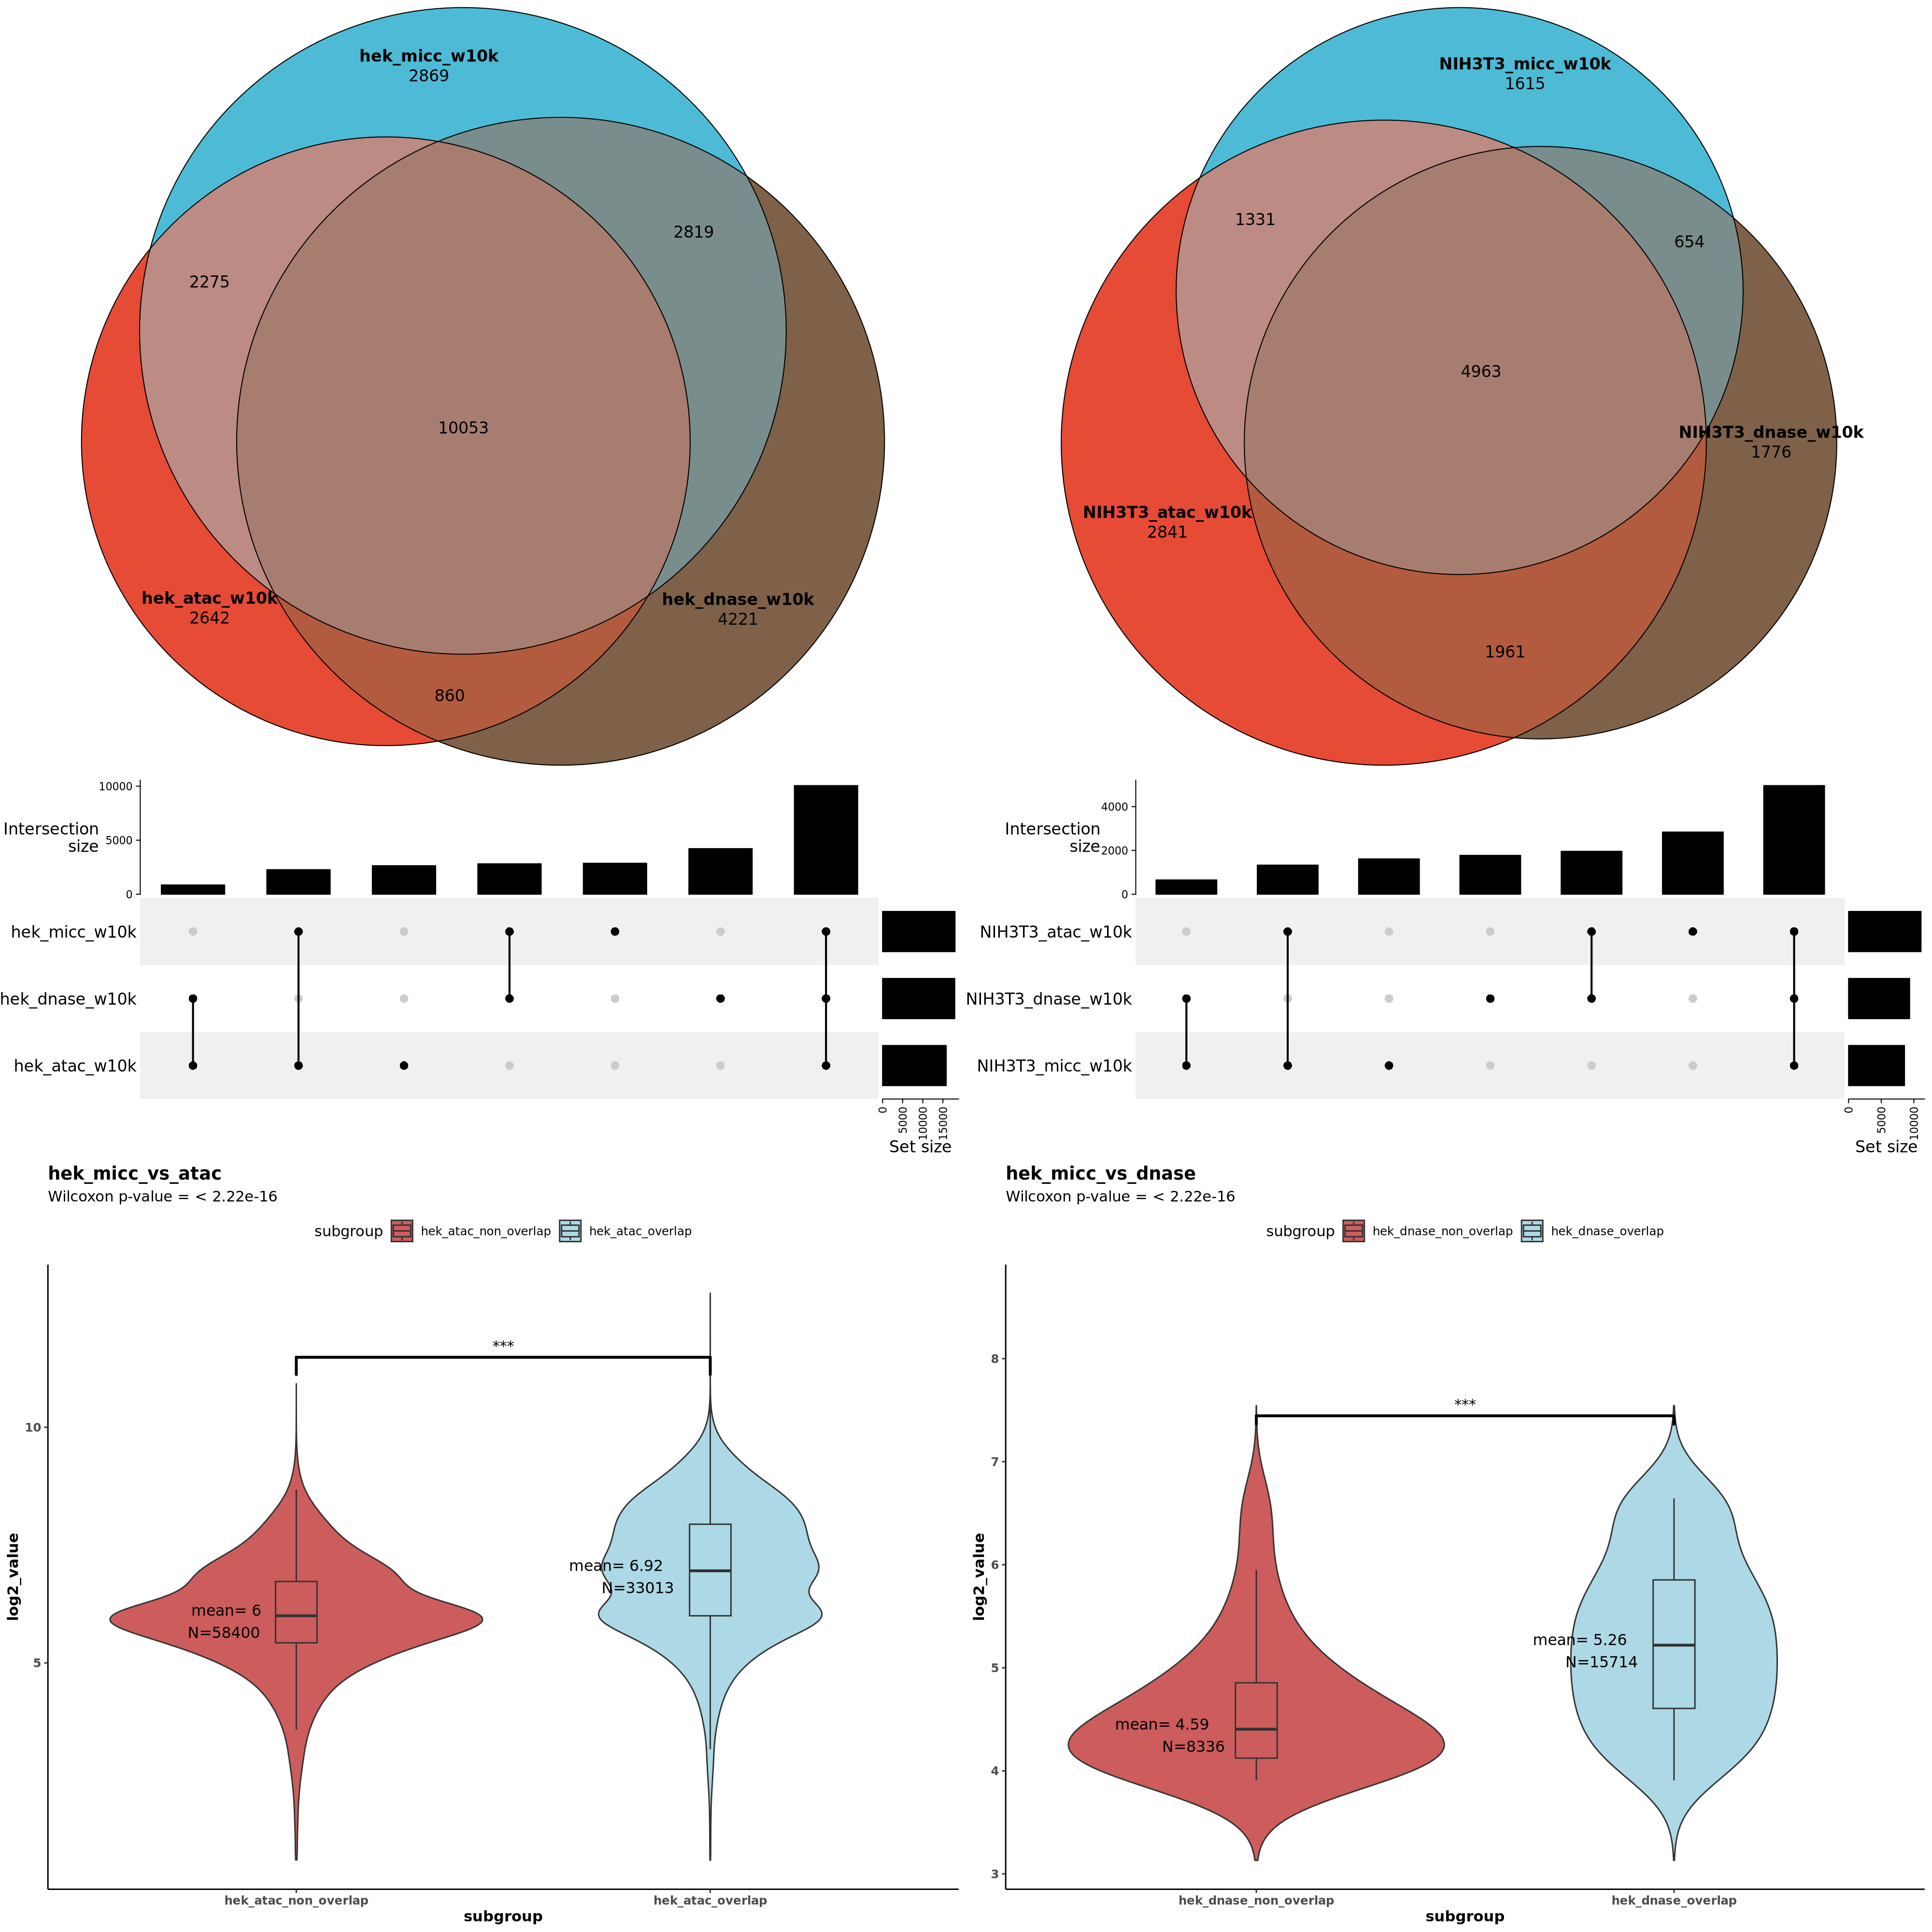 hek_micc_w10k
2869
2819
2275
10053
hek_atac_w10k
2642
hek_dnase_w10k
4221
860
NIH3T3_micc_w10k
1615
1331
654
4963
NIH3T3_dnase_w10k
1776
NIH3T3_atac_w10k
2841
1961
10000
Intersection
size
5000
0
hek_micc_w10k
hek_dnase_w10k
hek_atac_w10k
0
5000
10000
15000
Set size
4000
Intersection
size
2000
0
NIH3T3_atac_w10k
NIH3T3_dnase_w10k
NIH3T3_micc_w10k
0
5000
10000
Set size
hek_micc_vs_atac
Wilcoxon p-value = < 2.22e-16
subgroup hek_atac_non_overlap hek_atac_overlap
***
10
5
log2_value
mean= 6
N=58400
mean= 6.92
N=33013
hek_atac_non_overlap hek_atac_overlap
subgroup
hek_micc_vs_dnase
Wilcoxon p-value = < 2.22e-16
subgroup hek_dnase_non_overlap hek_dnase_overlap
***
8
7
6
5
4
3
log2_value
mean= 4.59
N=8336
mean= 5.26
N=15714
hek_dnase_non_overlap hek_dnase_overlap
subgroup